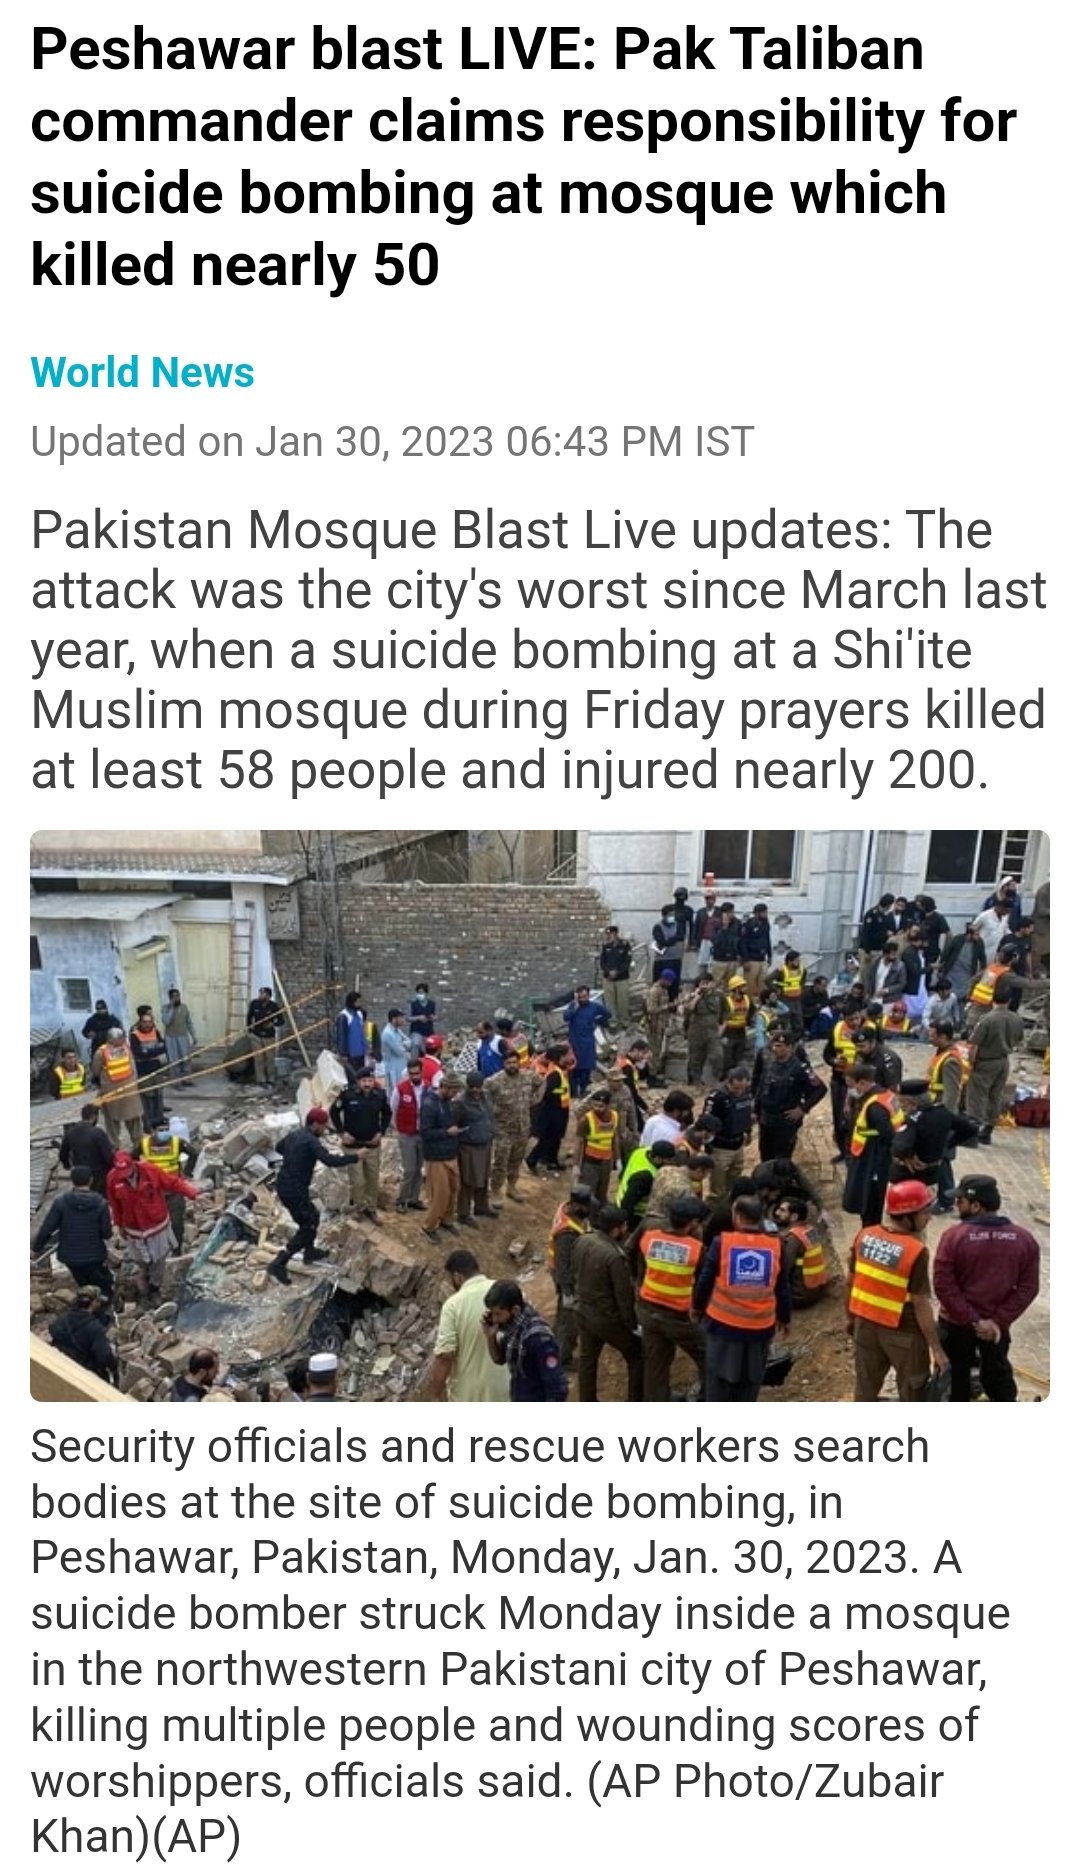 Peshawar blast LIVE: Pak Taliban
commander claims responsibility for
suicide bombing at mosque which
killed nearly 50
World News
Updated on Jan 30, 2023 06:43 PM IST
Pakistan Mosque Blast Live updates: The
attack was the city's worst since March last
year, when a suicide bombing at a Shi'ite
Muslim mosque during Friday prayers killed
at least 58 people and injured nearly 200.
RESCUE
1122
ELITE FORCE
Security officials and rescue workers search
bodies at the site of suicide bombing, in
Peshawar, Pakistan, Monday, Jan. 30, 2023. A
suicide bomber struck Monday inside a mosque
in the northwestern Pakistani city of Peshawar,
killing multiple people and wounding scores of
worshippers, officials said. (AP Photo/Zubair
Khan)(AP)